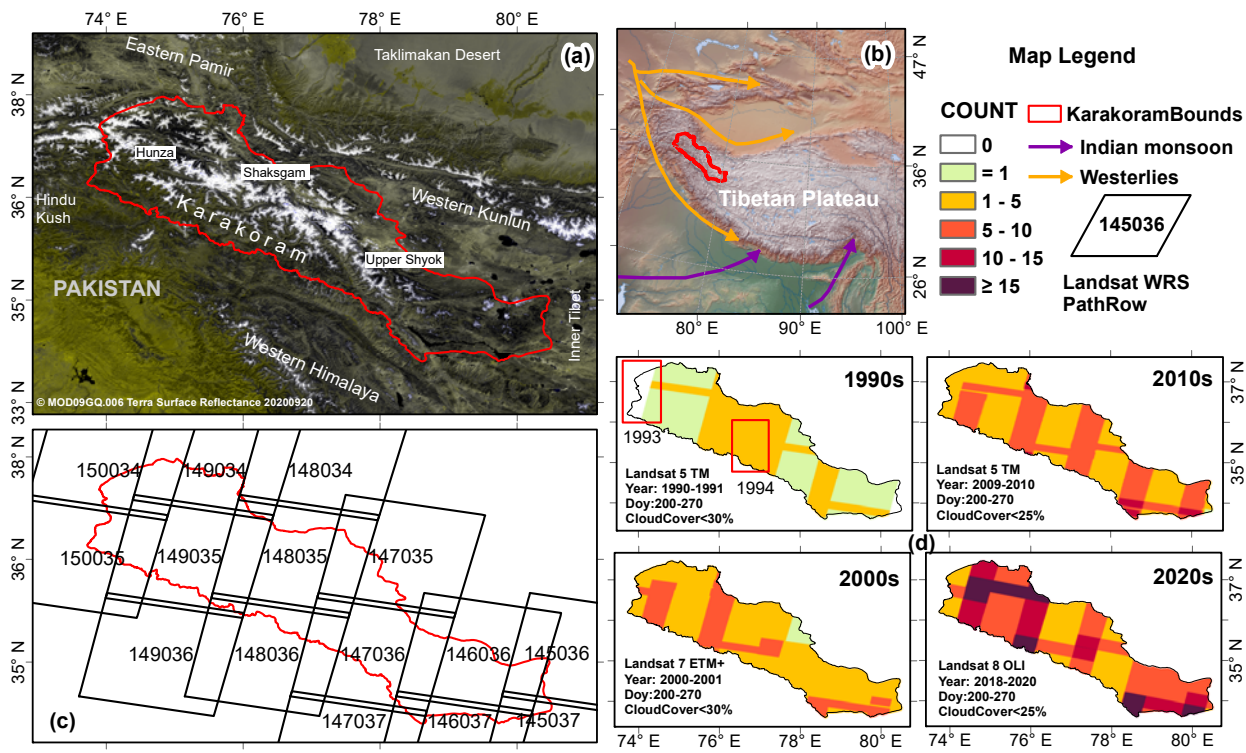 74° E 76° E 78° E 80° E
38° N
36° N
35° N
33° N
Eastern Pamir
Taklimakan Desert
(a)
Hunza
Shaksgam
Hindu
Kush
Western Kunlun
Karakoram
Upper Shyok
PAKISTAN
Inner Tibet
Western Himalaya
© MOD09GQ.006 Terra Surface Reflectance 20200920
(b)
47° N
36° N
26° N
Tibetan Plateau
80° E 90° E 100° E
Map Legend
COUNT
0
= 1
1 - 5
5 - 10
10 - 15
≥ 15
KarakoramBounds
Indian monsoon
Westerlies
145036
Landsat WRS
PathRow
38° N
36° N
35° N
150034 149034 148034
150035 149035 148035 147035
149036 148036 147036 146036 145036
147037 146037 145037
(c)
1990s
1993
1994
Landsat 5 TM
Year: 1990-1991
Doy:200-270
CloudCover<30%
2010s
Landsat 5 TM
Year: 2009-2010
Doy:200-270
CloudCover<25%
37° N
35° N
(d)
2000s
Landsat 7 ETM+
Year: 2000-2001
Doy:200-270
CloudCover<30%
2020s
Landsat 8 OLI
Year: 2018-2020
Doy:200-270
CloudCover<25%
37° N
35° N
74° E 76° E 78° E 80° E
74° E 76° E 78° E 80° E